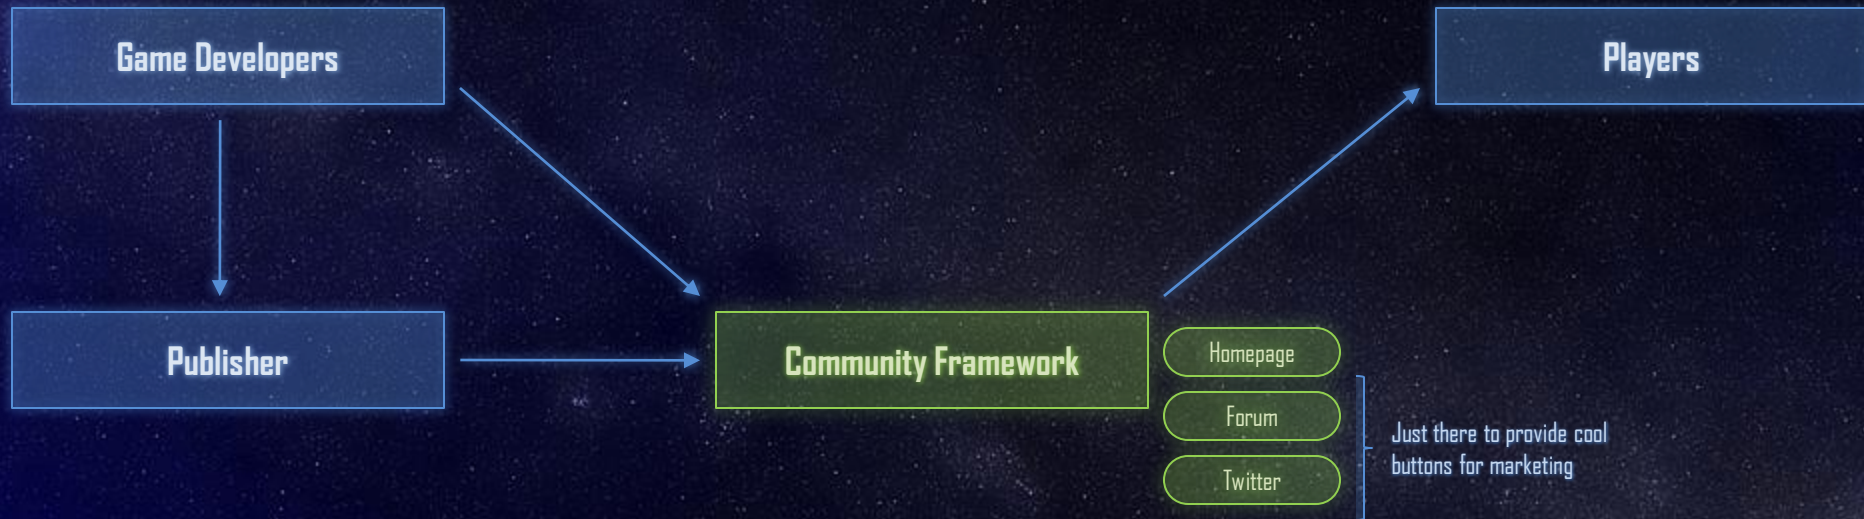 Game Developers
Players
Publisher
Community Framework
Homepage
Forum
Twitter
Just there to provide cool
buttons for marketing